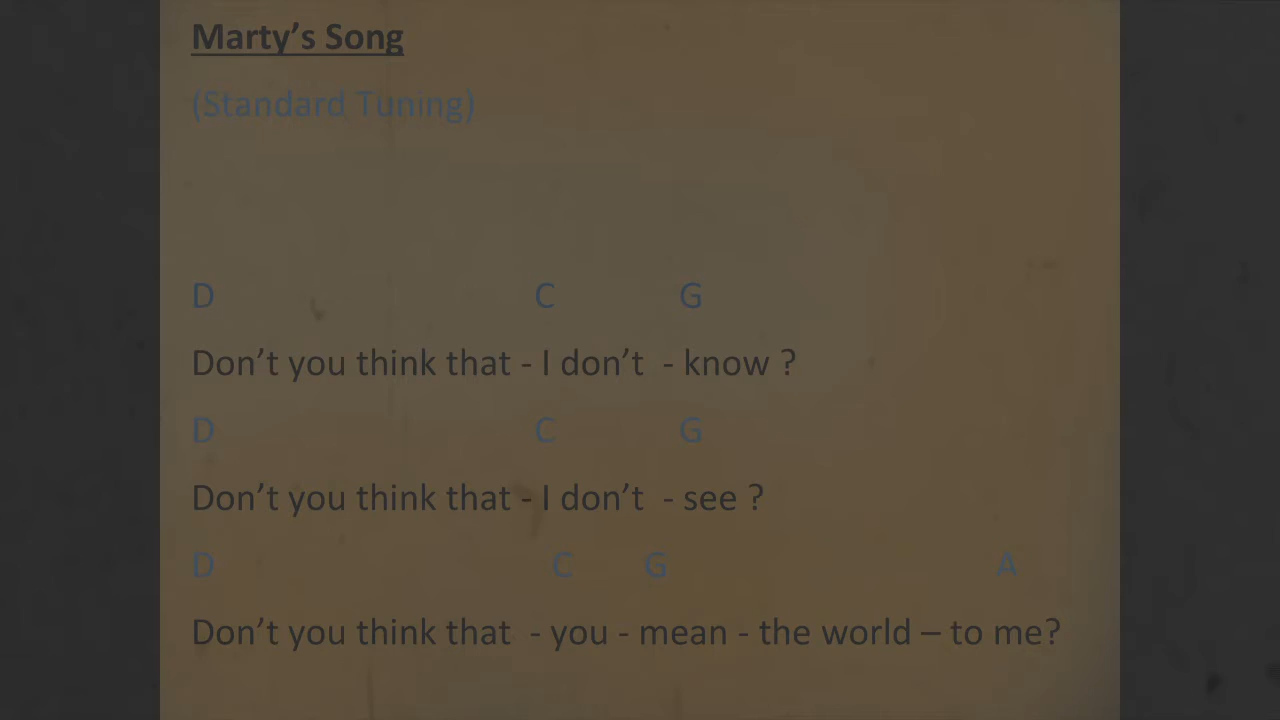 Marty’s Song
(Standard Tuning)
D C G
Don’t you think that - I don’t - know ?
D C G
Don’t you think that - I don’t - see ?
D C G A
Don’t you think that - you - mean - the world – to me?